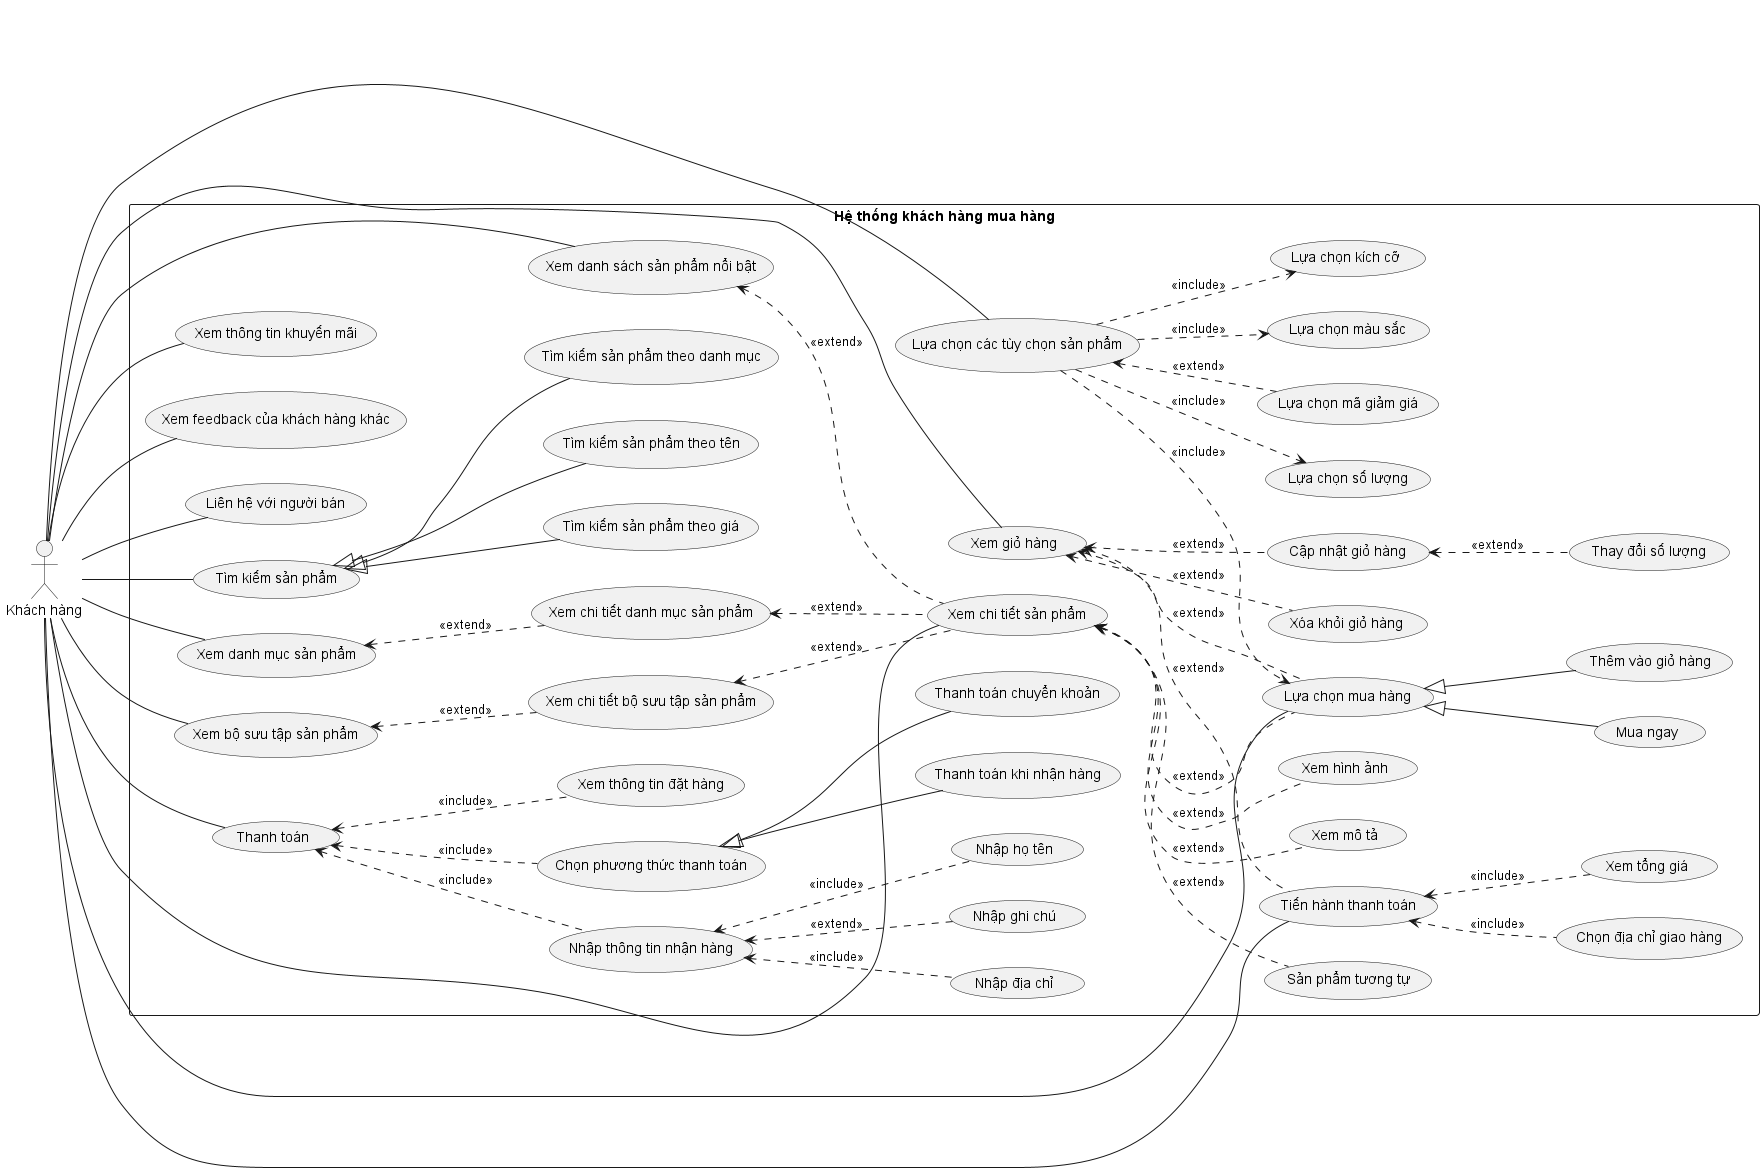 Hệ thống khách hàng mua hàng
Khách hàng
Xem danh sách sản phẩm nổi bật
Xem thông tin khuyến mãi
Xem feedback của khách hàng khác
Liên hệ với người bán
Tìm kiếm sản phẩm
Xem danh mục sản phẩm
Xem bộ sưu tập sản phẩm
Thanh toán
Tìm kiếm sản phẩm theo danh mục
Tìm kiếm sản phẩm theo tên
Tìm kiếm sản phẩm theo giá
«extend»
Xem chi tiết danh mục sản phẩm
«extend»
Xem chi tiết bộ sưu tập sản phẩm
«include»
Xem thông tin đặt hàng
«include»
Chọn phương thức thanh toán
«include»
Nhập thông tin nhận hàng
«extend»
«extend»
«extend»
«include»
«extend»
«include»
Lựa chọn các tùy chọn sản phẩm
Xem giỏ hàng
Xem chi tiết sản phẩm
Thanh toán chuyển khoản
Thanh toán khi nhận hàng
Nhập họ tên
Nhập ghi chú
Nhập địa chỉ
«include»
«include»
«extend»
«include»
«include»
«extend»
«extend»
«extend»
«extend»
«extend»
«extend»
«extend»
«extend»
Lựa chọn kích cỡ
Lựa chọn màu sắc
Lựa chọn mã giảm giá
Lựa chọn số lượng
Cập nhật giỏ hàng
Xóa khỏi giỏ hàng
Lựa chọn mua hàng
Xem hình ảnh
Xem mô tả
Tiến hành thanh toán
Sản phẩm tương tự
«extend»
Thay đổi số lượng
Thêm vào giỏ hàng
Mua ngay
«include»
Xem tổng giá
«include»
Chọn địa chỉ giao hàng